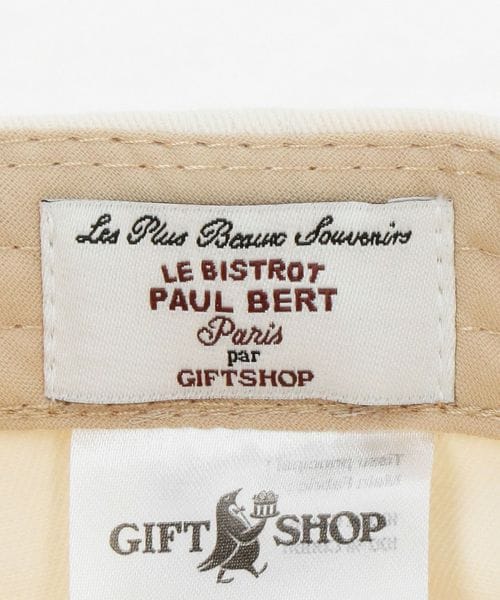 Les Plus Beaux Souvenirs
LE BISTROT
PAUL BERT
Paris
par
GIFTSHOP
GIFT SHOP